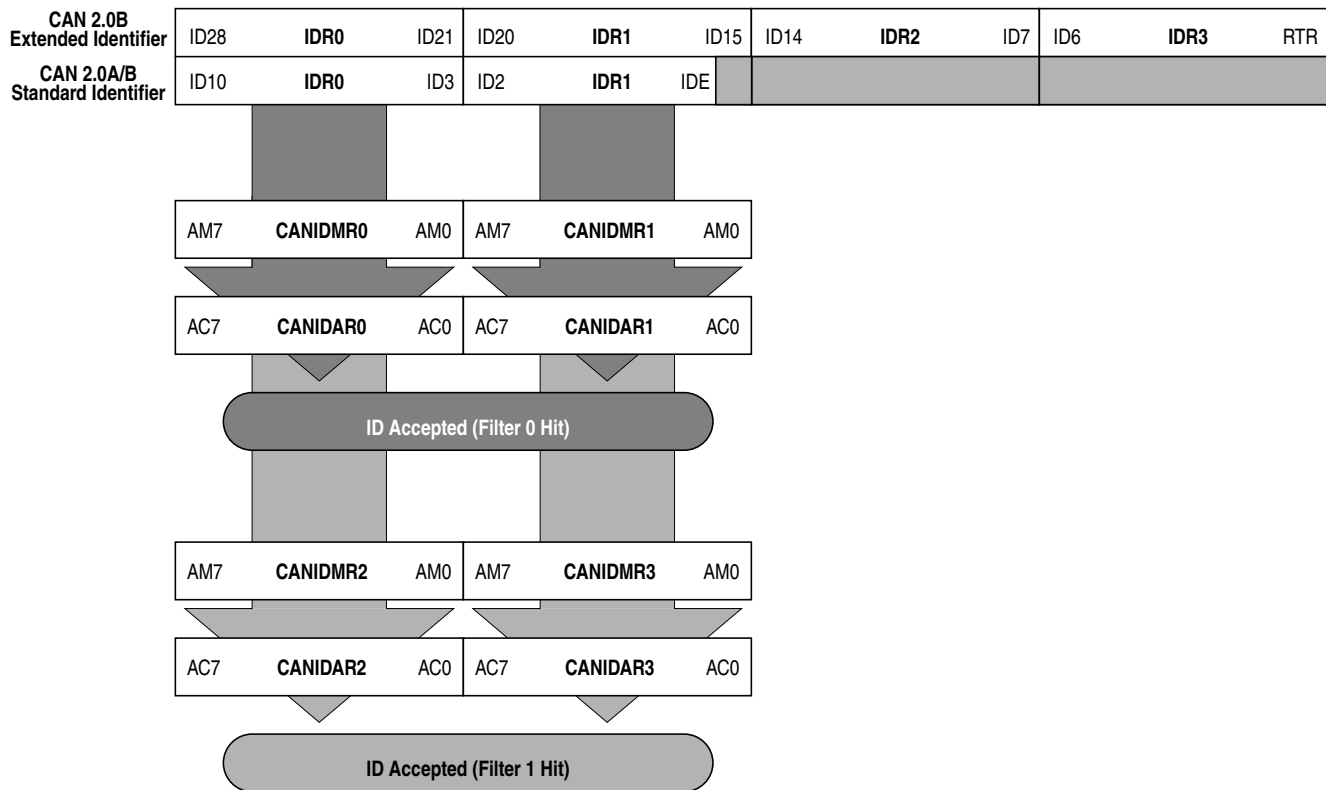 CAN 2.0B
Extended Identifier
ID28 IDR0 ID21 ID20 IDR1 ID15 ID14 IDR2 ID7 ID6 IDR3 RTR
CAN 2.0A/B
Standard Identifier
ID10 IDR0 ID3 ID2 IDR1 IDE
AM7 CANIDMR0 AM0 AM7 CANIDMR1 AM0
AC7 CANIDAR0 AC0 AC7 CANIDAR1 AC0
ID Accepted (Filter 0 Hit)
AM7 CANIDMR2 AM0 AM7 CANIDMR3 AM0
AC7 CANIDAR2 AC0 AC7 CANIDAR3 AC0
ID Accepted (Filter 1 Hit)